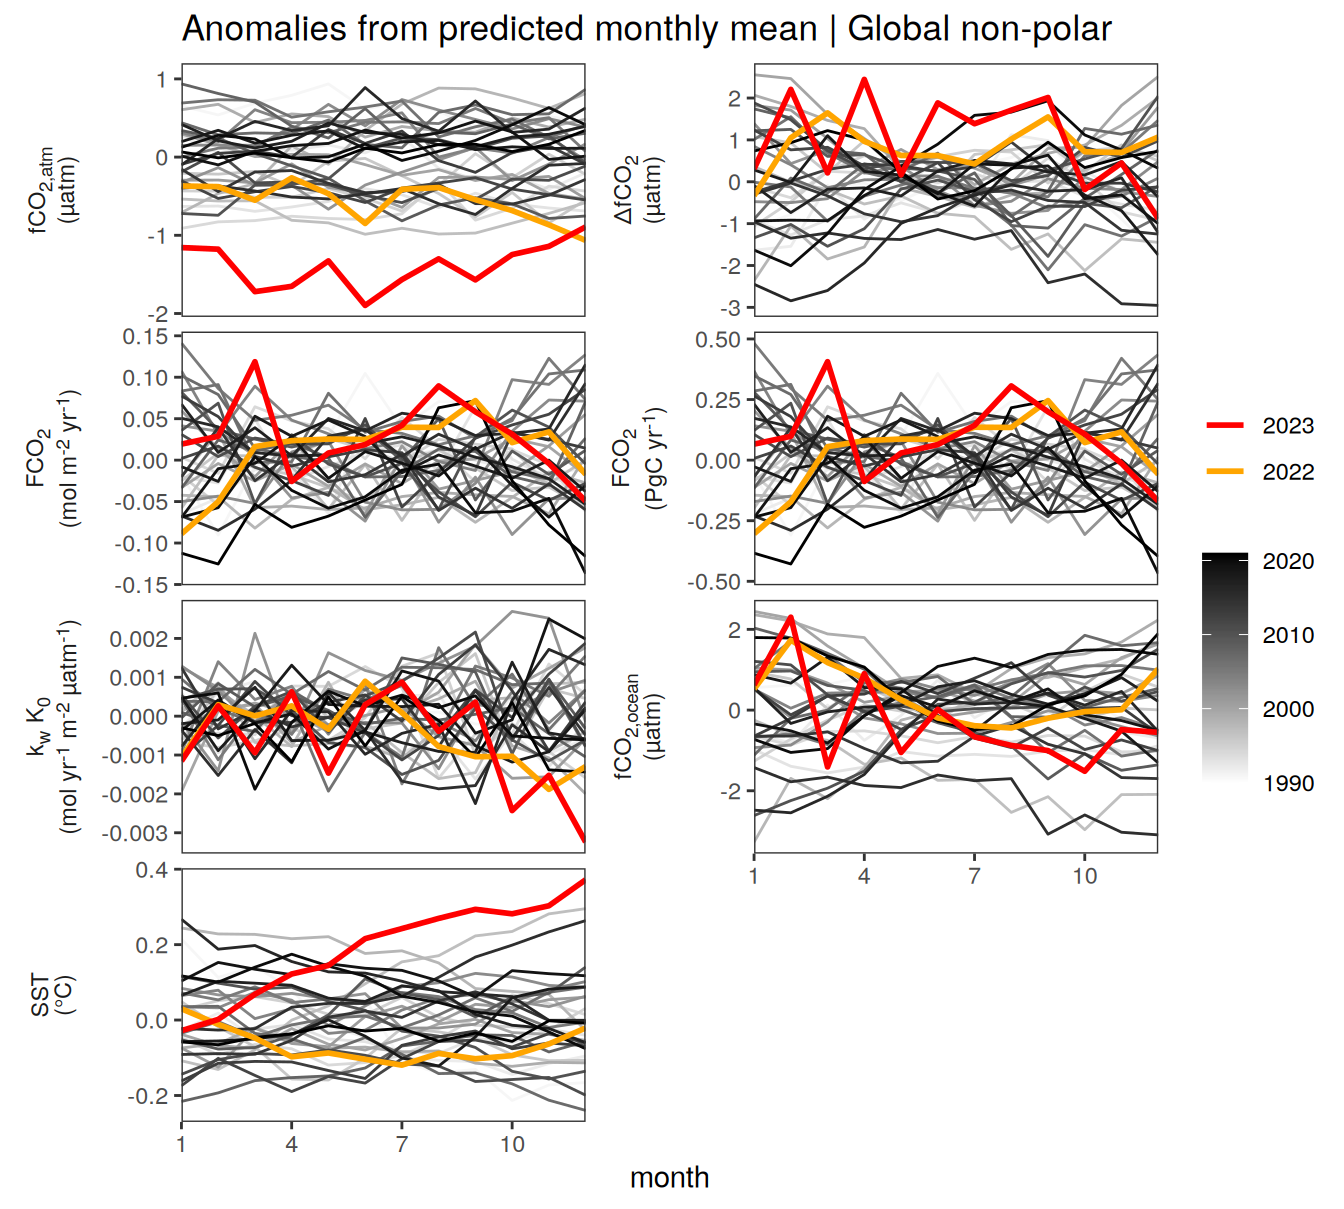 Anomalies from predicted monthly mean | Global non-polar
fCO2,atm
(µatm)
1
0
-1
-2
ΔfCO2
(µatm)
2
1
0
-1
-2
-3
FCO2
(mol m-2 yr-1)
0.15
0.10
0.05
0.00
-0.05
-0.10
-0.15
FCO2
(PgC yr-1)
0.50
0.25
0.00
-0.25
-0.50
kw K0
(mol yr-1 m-2 µatm-1)
0.002
0.001
0.000
-0.001
-0.002
-0.003
fCO2,ocean
(µatm)
2
0
-2
1 4 7 10
SST
(°C)
0.4
0.2
0.0
-0.2
1 4 7 10
month
2023
2022
2020
2010
2000
1990